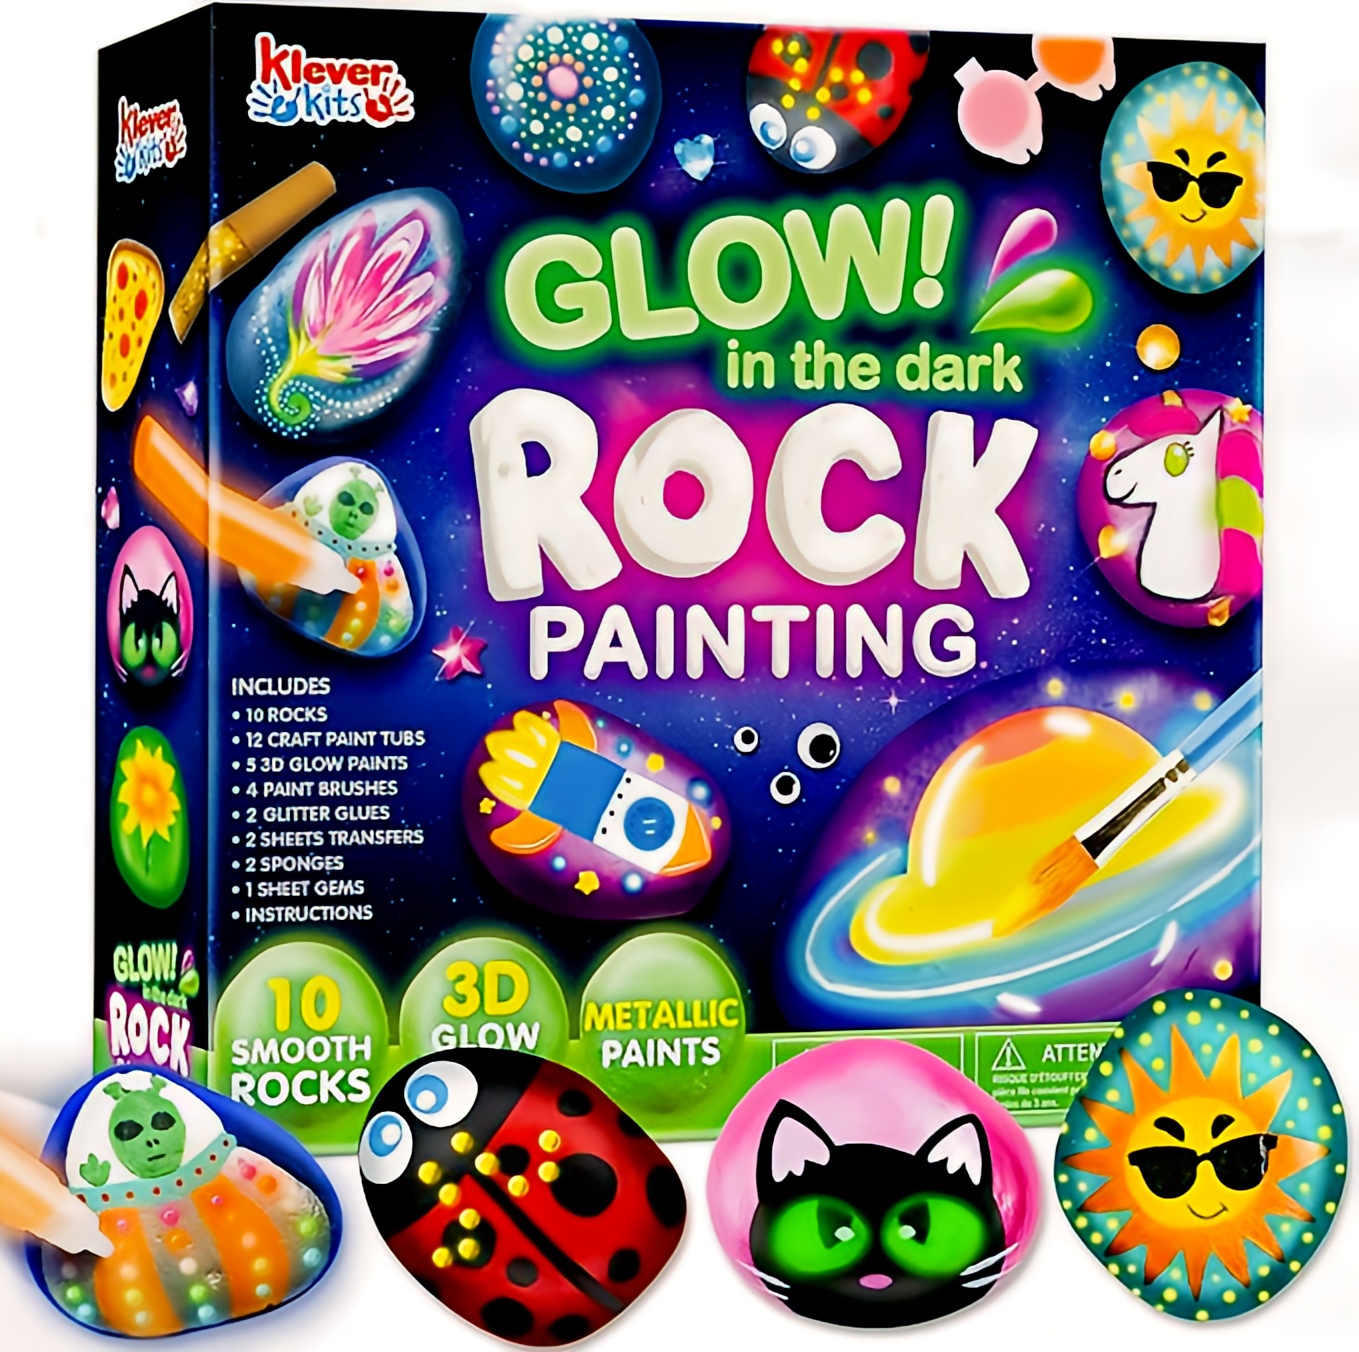 Klever
kits
Klever
kits
GLOW!
in the dark
ROCK
PAINTING
INCLUDES
• 10 ROCKS
• 12 CRAFT PAINT TUBS
• 5 3D GLOW PAINTS
• 4 PAINT BRUSHES
• 2 GLITTER GLUES
• 2 SHEETS TRANSFERS
• 2 SPONGES
• 1 SHEET GEMS
• INSTRUCTIONS
GLOW!
in the dark
ROCK
10
SMOOTH
ROCKS
3D
GLOW
METALLIC
PAINTS
ATTEN
RISQUE D'ÉTOUFFE